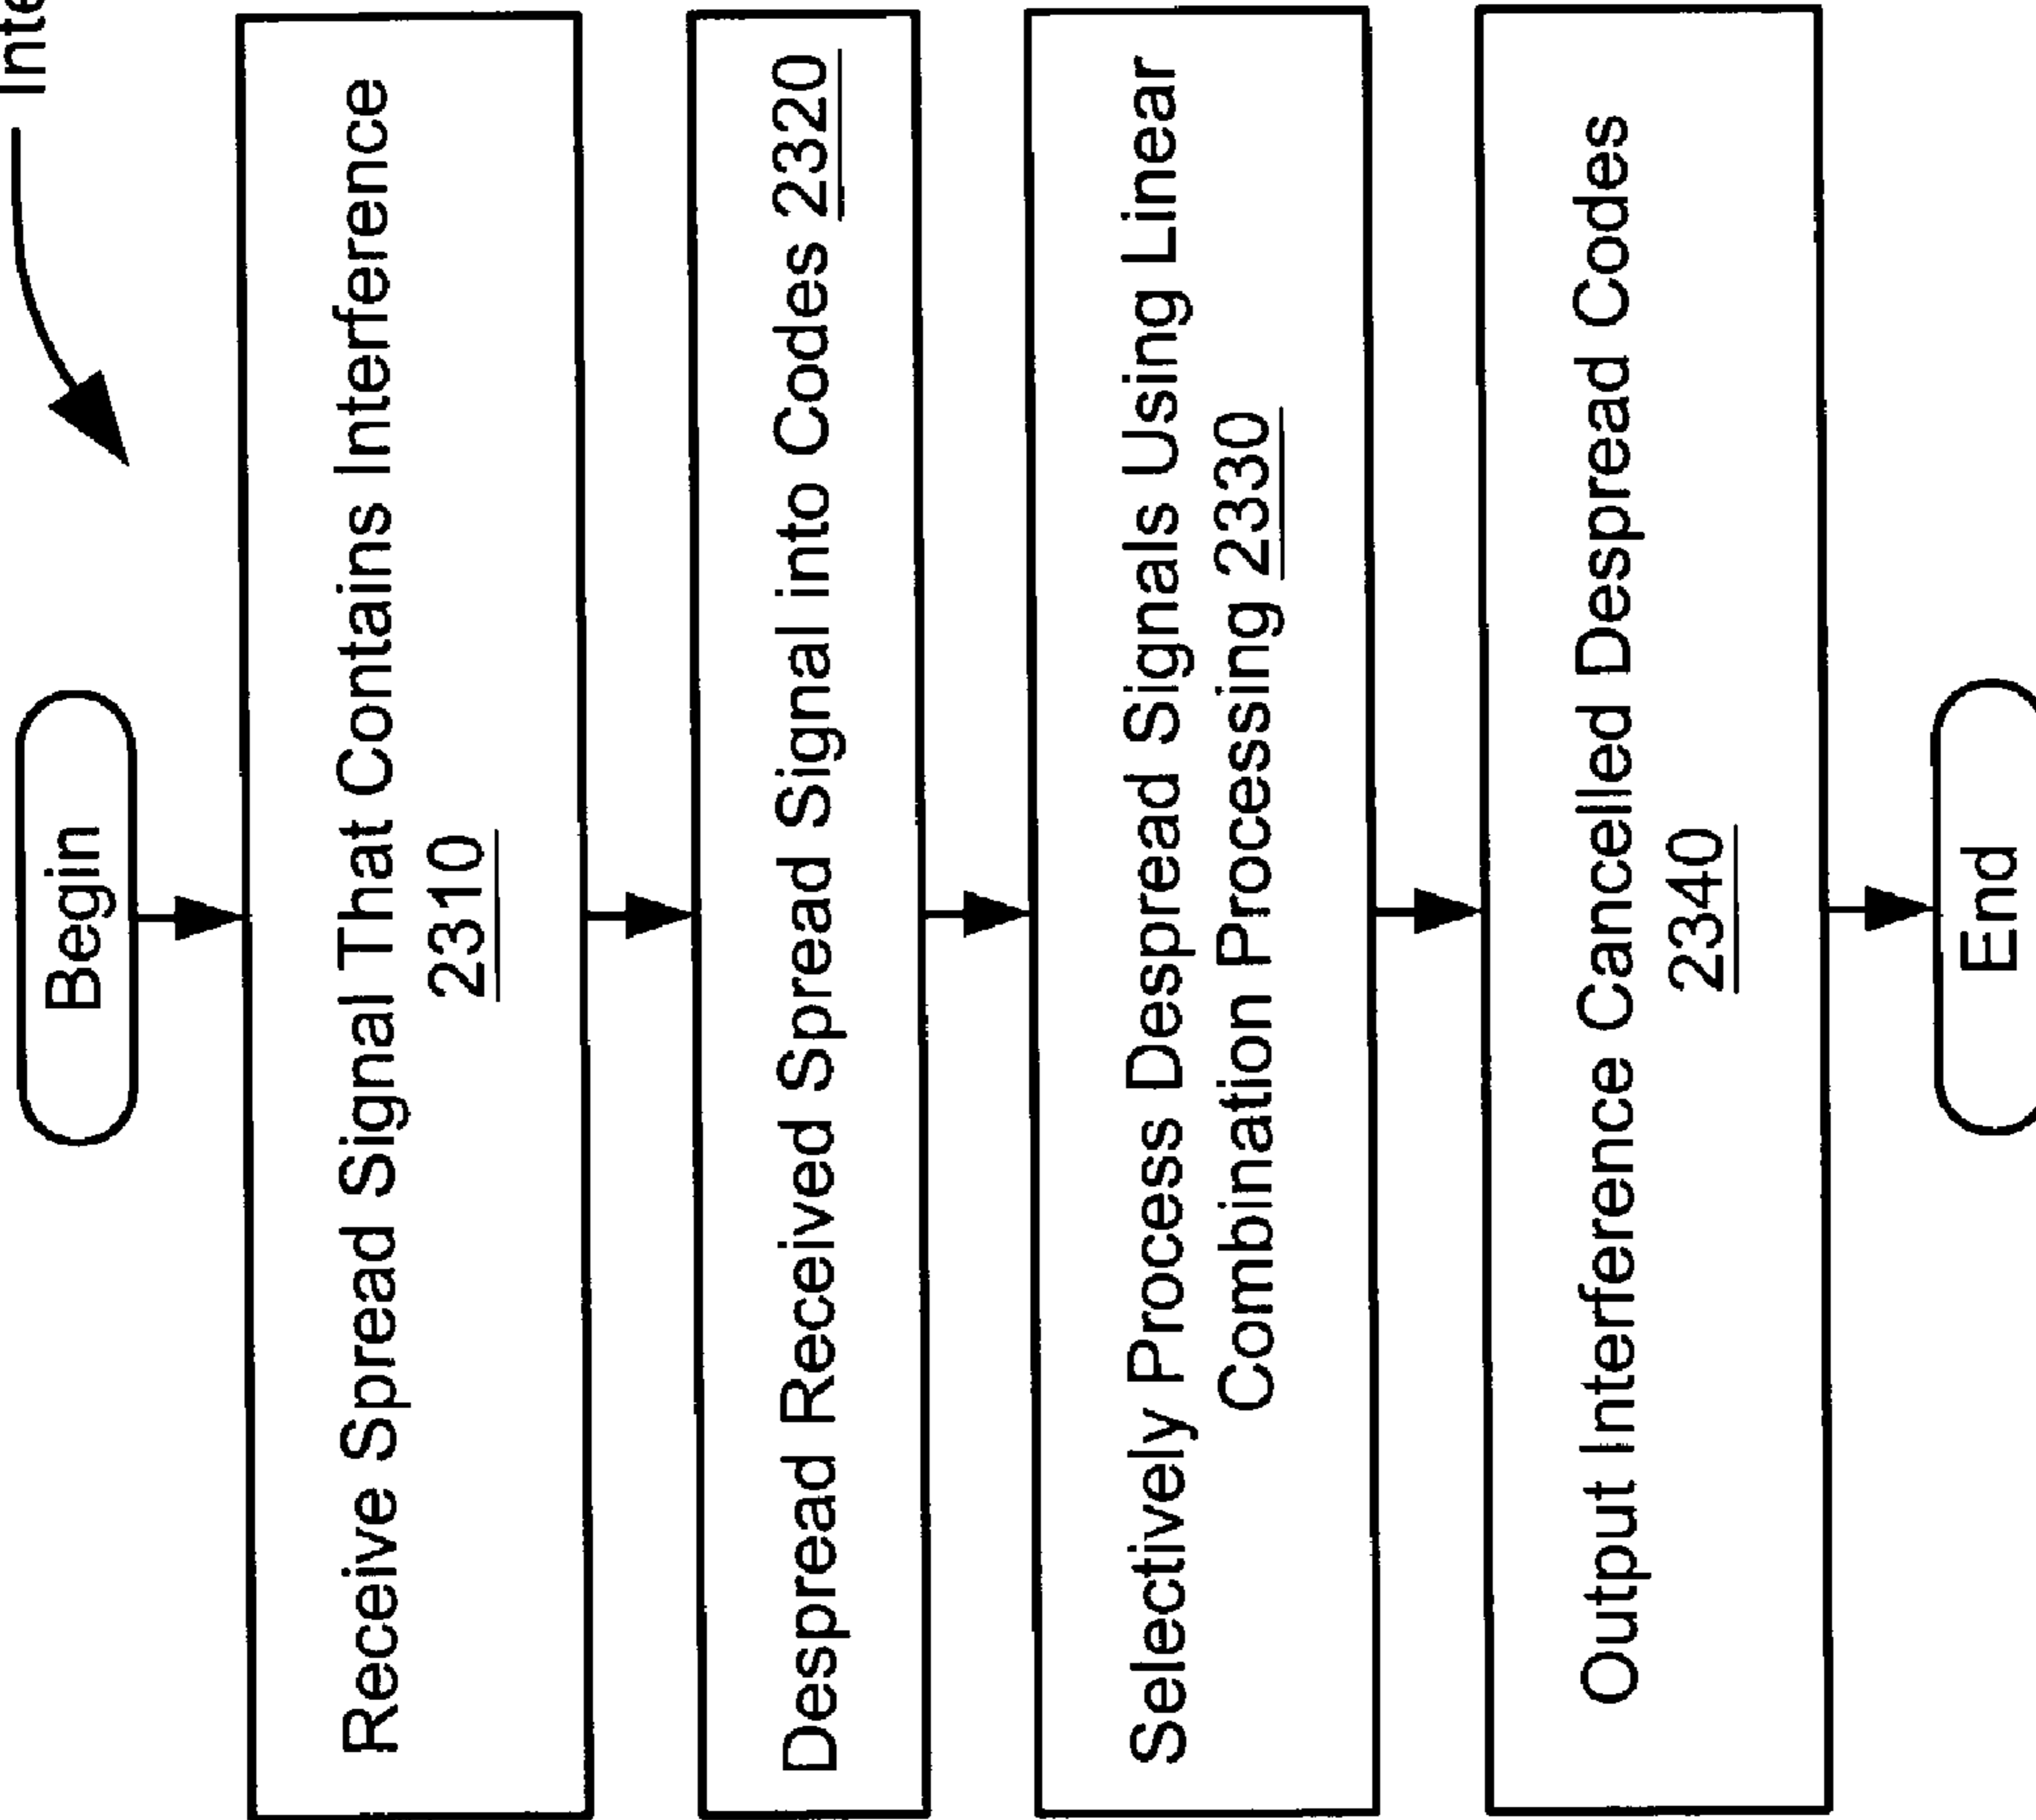 Begin
Receive Spread Signal That Contains Interference
2310
Despread Received Spread Signal into Codes 2320
Selectively Process Despread Signals Using Linear
Combination Processing 2330
Output Interference Cancelled Despread Codes
2340
End